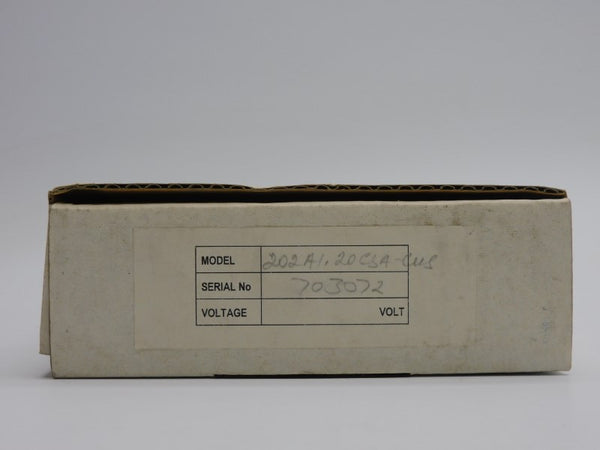 MODEL 202A1.20CSA-CUS
SERIAL No 703072
VOLTAGE VOLT